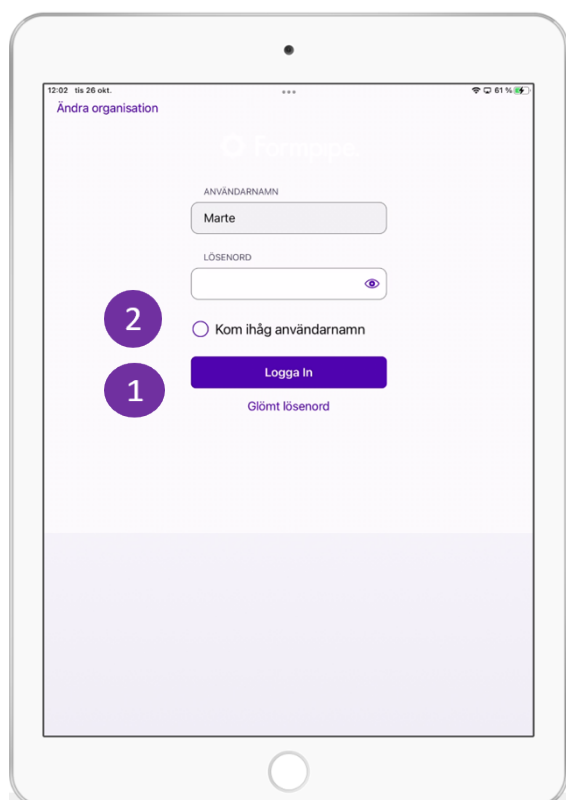 12:02 tis 26 okt.
61 %
Ändra organisation
Formpipe
ANVÄNDARNAMN
Marte
LÖSENORD
2
Kom ihåg användarnamn
1
Logga In
Glömt lösenord